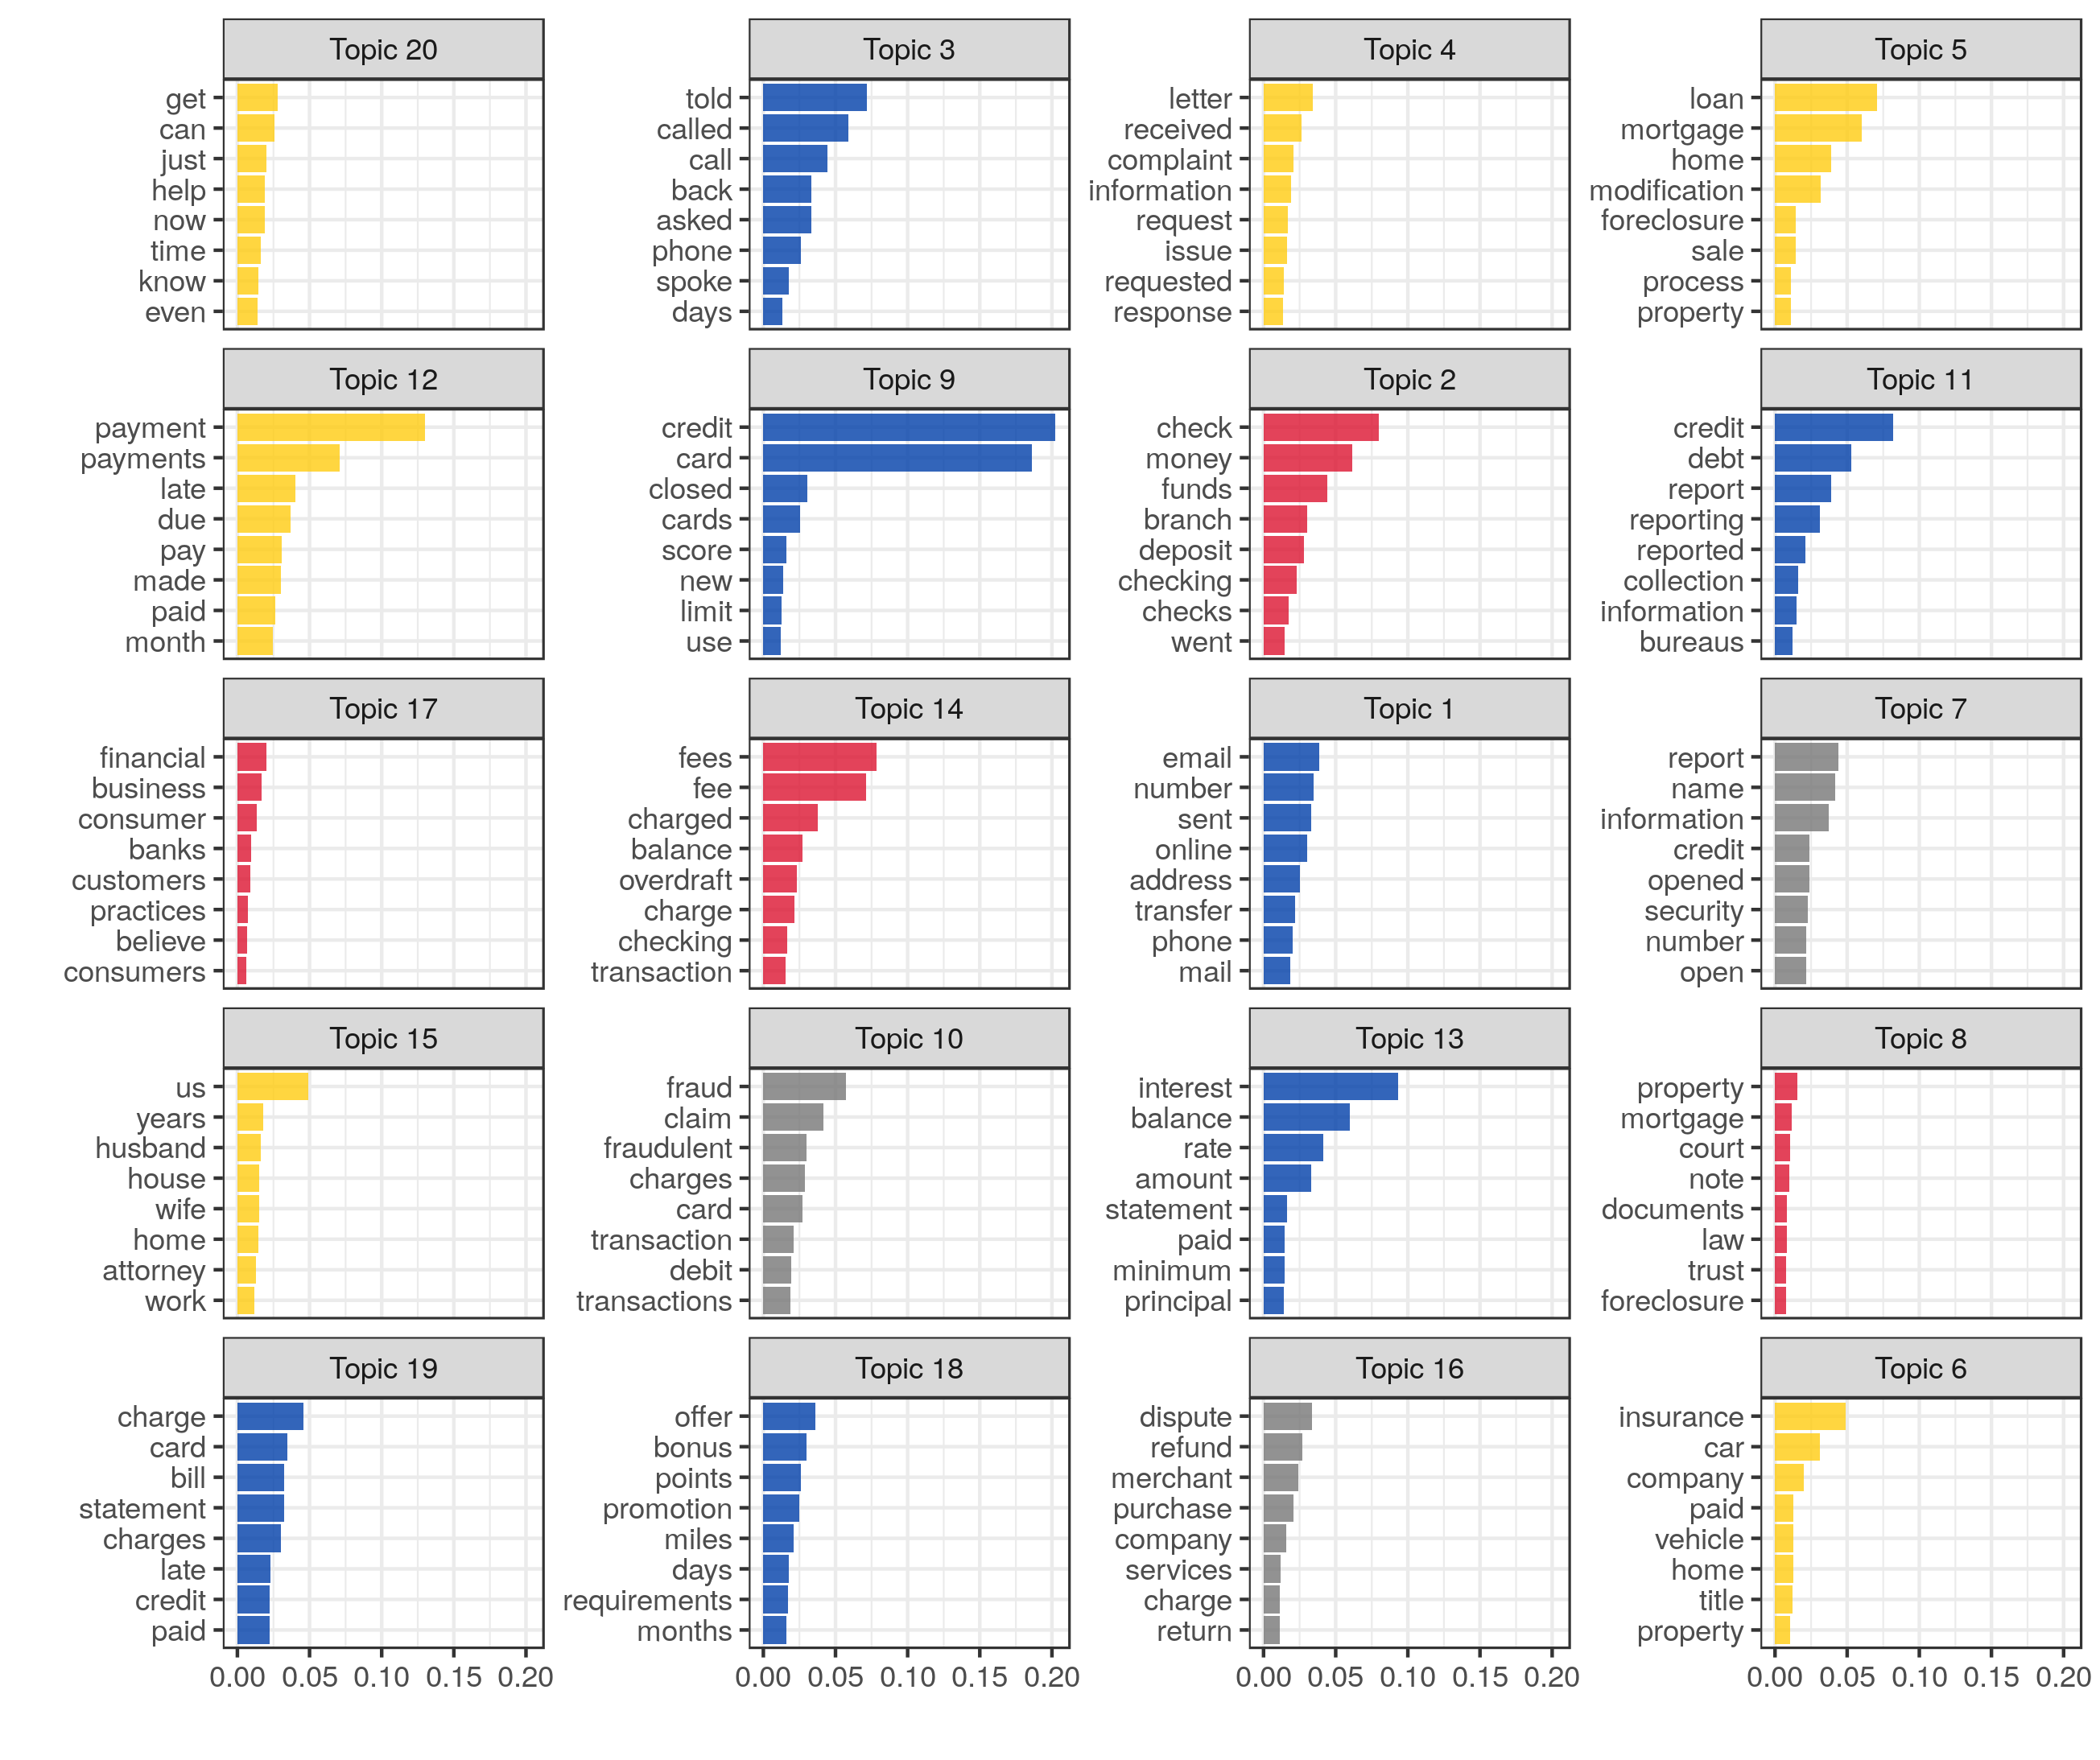 Topic 20
get
can
just
help
now
time
know
even
Topic 3
told
called
call
back
asked
phone
spoke
days
Topic 4
letter
received
complaint
information
request
issue
requested
response
Topic 5
loan
mortgage
home
modification
foreclosure
sale
process
property
Topic 12
payment
payments
late
due
pay
made
paid
month
Topic 9
credit
card
closed
cards
score
new
limit
use
Topic 2
check
money
funds
branch
deposit
checking
checks
went
Topic 11
credit
debt
report
reporting
reported
collection
information
bureaus
Topic 17
financial
business
consumer
banks
customers
practices
believe
consumers
Topic 14
fees
fee
charged
balance
overdraft
charge
checking
transaction
Topic 1
email
number
sent
online
address
transfer
phone
mail
Topic 7
report
name
information
credit
opened
security
number
open
Topic 15
us
years
husband
house
wife
home
attorney
work
Topic 10
fraud
claim
fraudulent
charges
card
transaction
debit
transactions
Topic 13
interest
balance
rate
amount
statement
paid
minimum
principal
Topic 8
property
mortgage
court
note
documents
law
trust
foreclosure
Topic 19
charge
card
bill
statement
charges
late
credit
paid
0.00 0.05 0.10 0.15 0.20
Topic 18
offer
bonus
points
promotion
miles
days
requirements
months
0.00 0.05 0.10 0.15 0.20
Topic 16
dispute
refund
merchant
purchase
company
services
charge
return
0.00 0.05 0.10 0.15 0.20
Topic 6
insurance
car
company
paid
vehicle
home
title
property
0.00 0.05 0.10 0.15 0.20